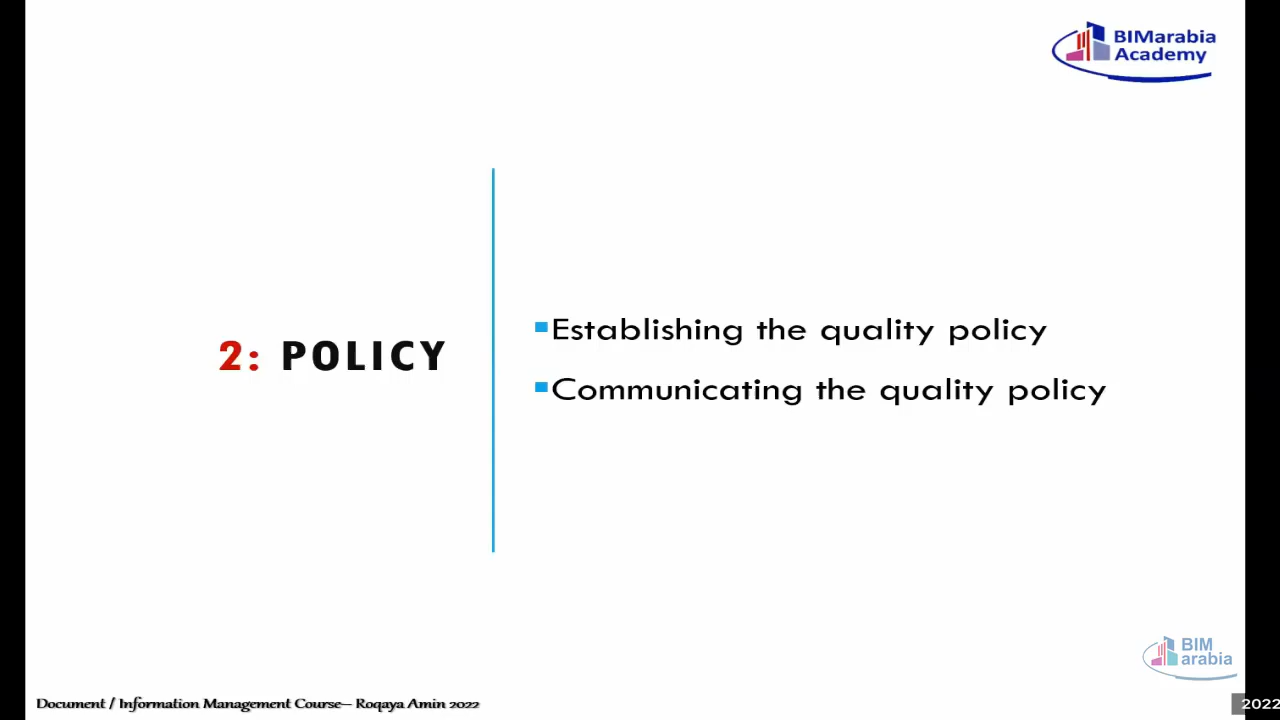 BIMarabia
Academy
2: POLICY
Establishing the quality policy
Communicating the quality policy
BIM
arabia
Document / Information Management Course– Roqaya Amin 2022
2022